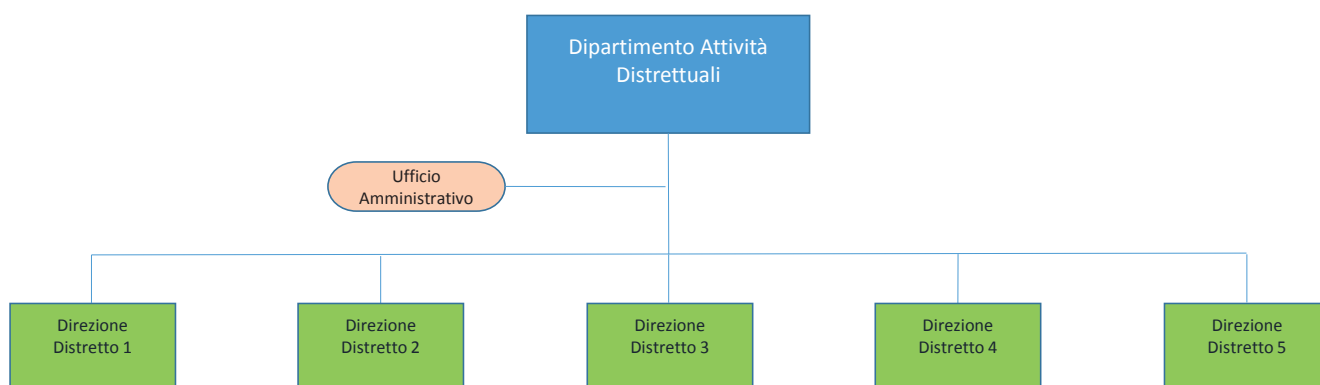 Dipartimento Attività
Distrettuali
Ufficio
Amministrativo
Direzione
Distretto 1
Direzione
Distretto 2
Direzione
Distretto 3
Direzione
Distretto 4
Direzione
Distretto 5